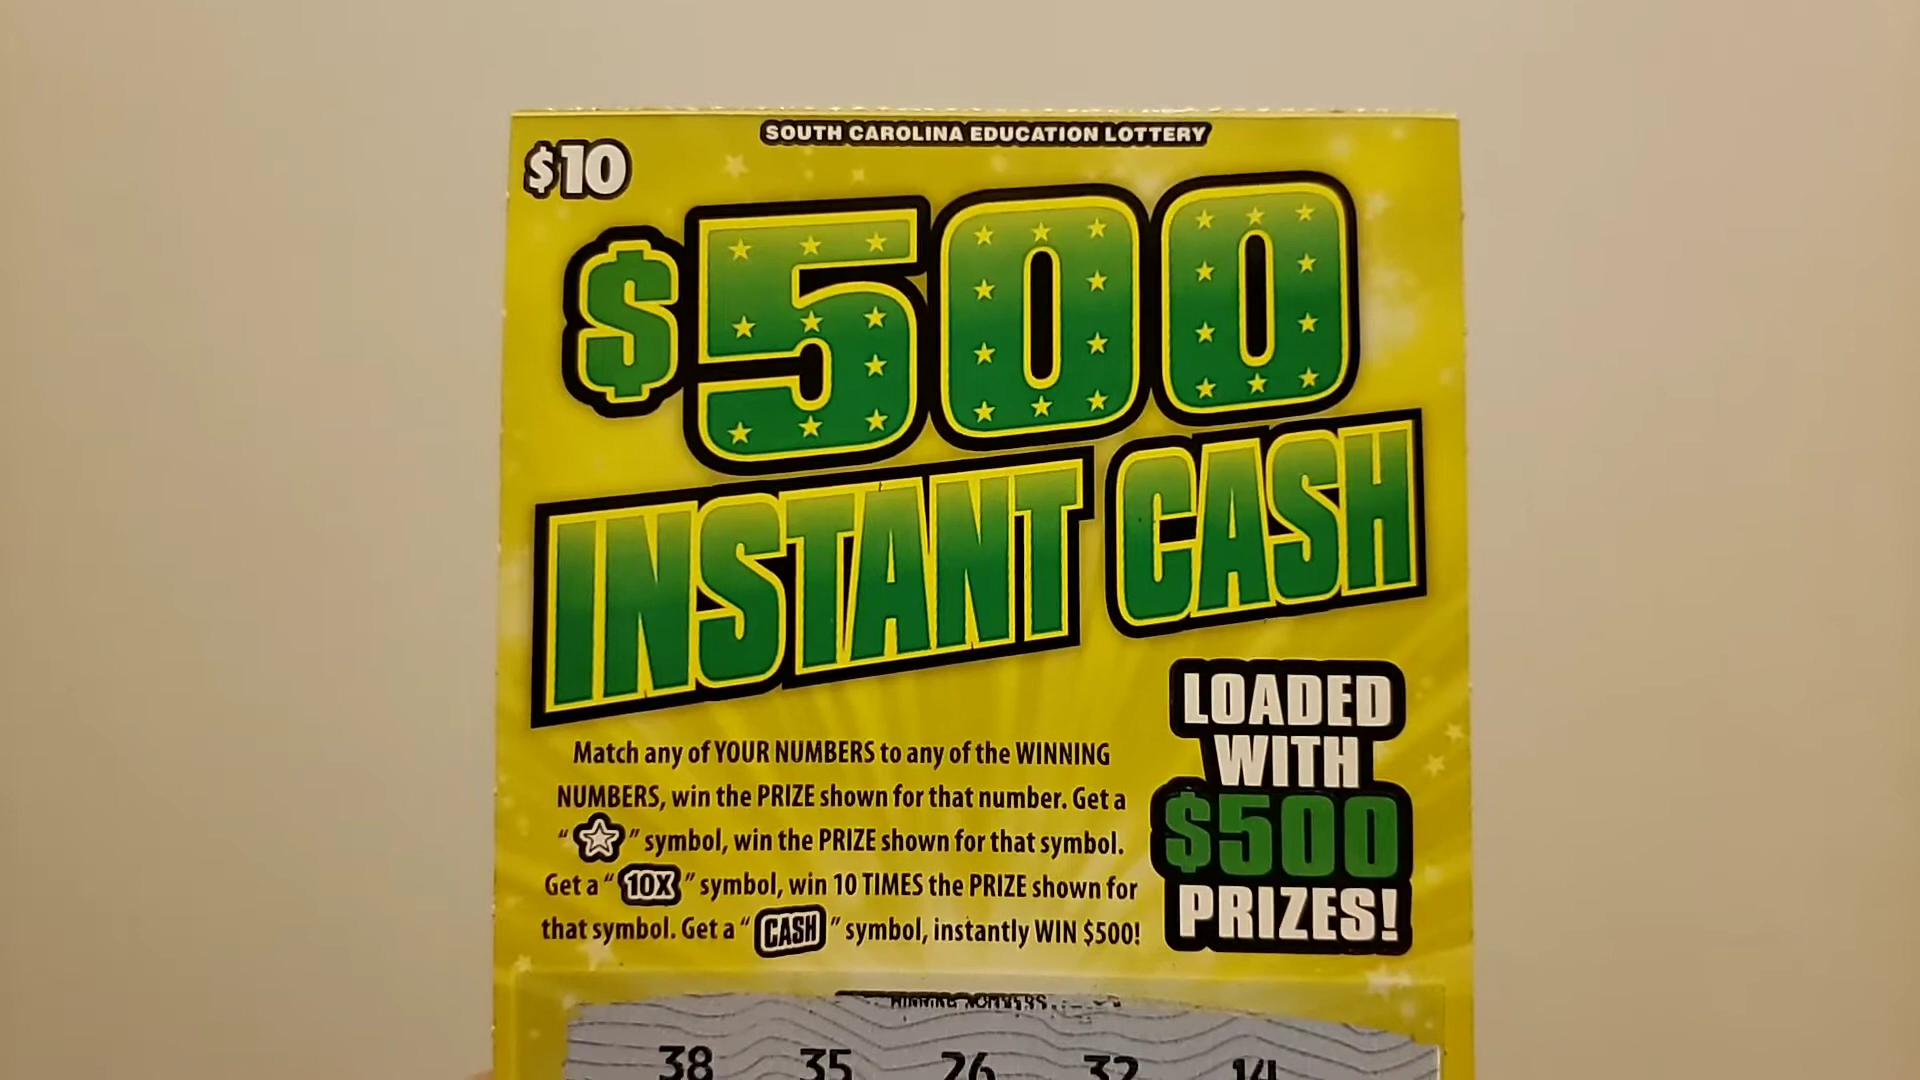 SOUTH CAROLINA EDUCATION LOTTERY
$10
$500
INSTANT CASH
Match any of YOUR NUMBERS to any of the WINNING
NUMBERS, win the PRIZE shown for that number. Get a
" " symbol, win the PRIZE shown for that symbol.
Get a " 10X " symbol, win 10 TIMES the PRIZE shown for
that symbol. Get a " CASH " symbol, instantly WIN $500!
LOADED
WITH
$500
PRIZES!
WINNING NUMBERS
38 35 26 32 14